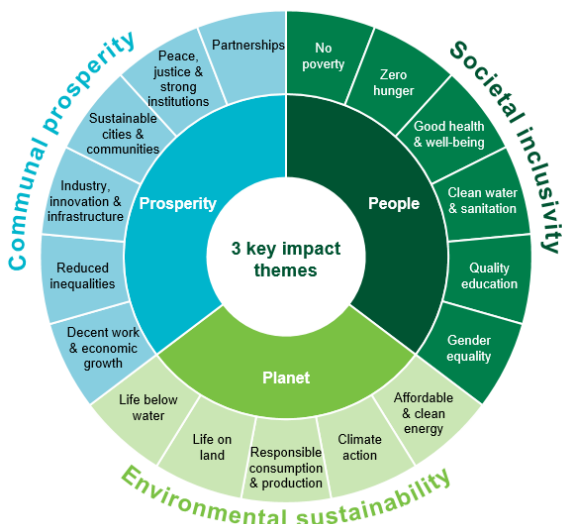 Communal prosperity
Societal inclusivity
Environmental sustainability
3 key impact
themes
People
No
poverty
Zero
hunger
Good health
& well-being
Clean water
& sanitation
Quality
education
Gender
equality
Planet
Affordable
& clean
energy
Climate
action
Responsible
consumption
& production
Life on
land
Life below
water
Prosperity
Decent work
& economic
growth
Reduced
inequalities
Industry,
innovation &
infrastructure
Sustainable
cities &
communities
Peace,
justice &
strong
institutions
Partnerships